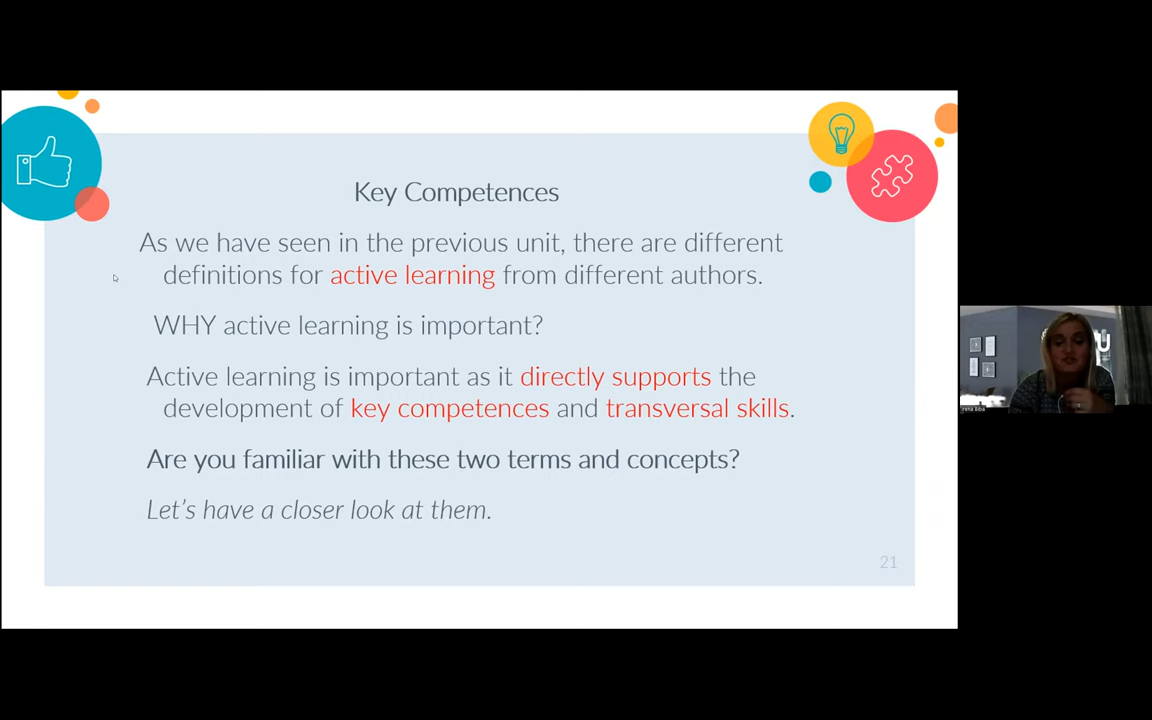 Key Competences
As we have seen in the previous unit, there are different
definitions for active learning from different authors.
WHY active learning is important?
Active learning is important as it directly supports the
development of key competences and transversal skills.
Are you familiar with these two terms and concepts?
Let's have a closer look at them.
21